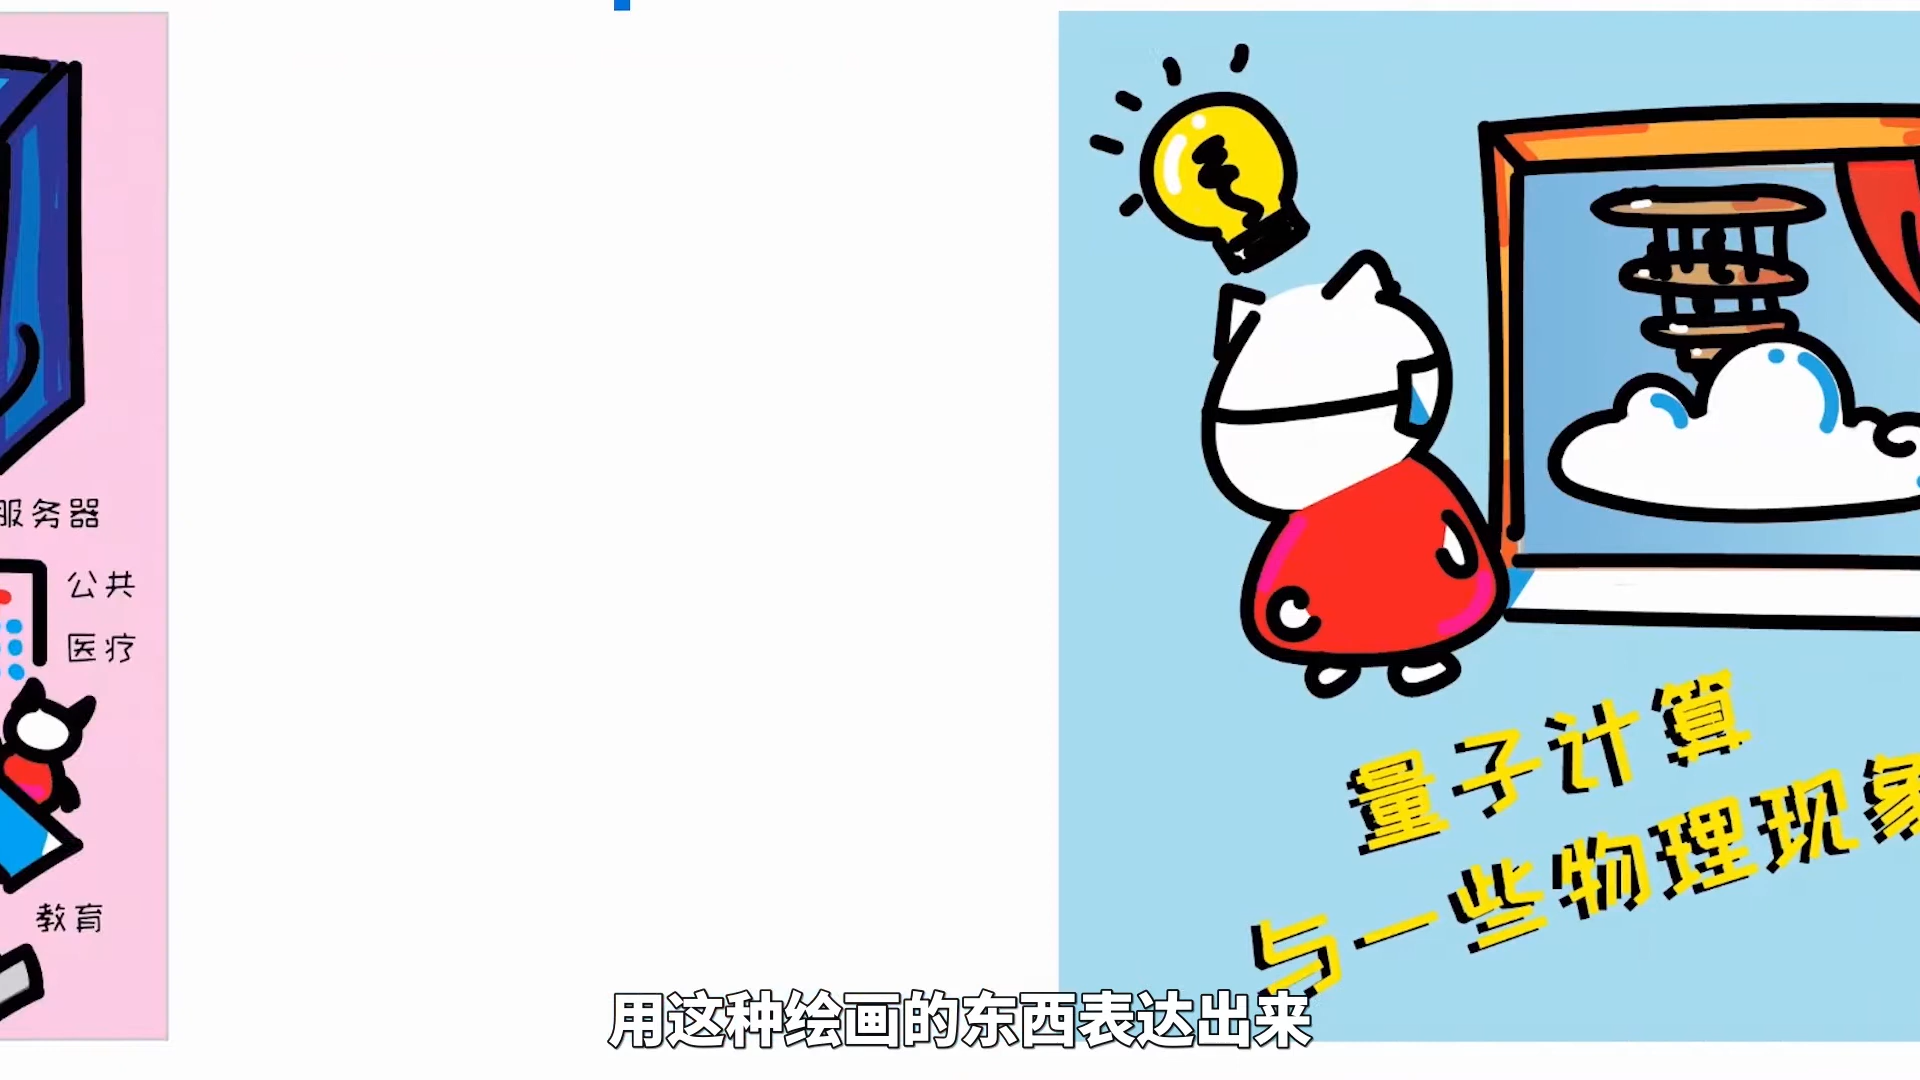 服务器
公共
医疗
教育
量子计算
与一些物理现象
用这种绘画的东西表达出来